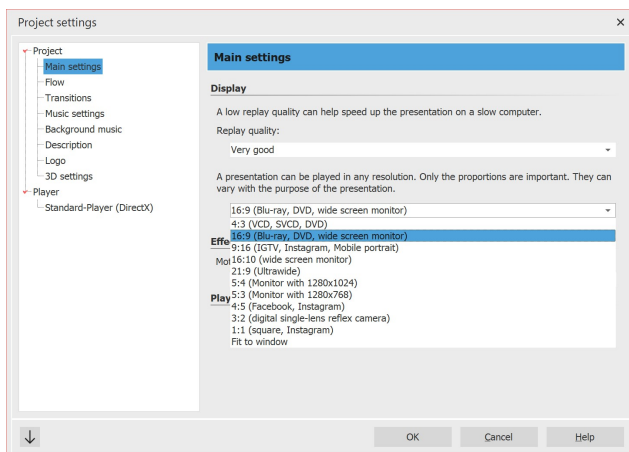 Project settings
Project
Main settings
Flow
Transitions
Music settings
Background music
Description
Logo
3D settings
Player
Standard-Player (DirectX)
Main settings
Display
A low replay quality can help speed up the presentation on a slow computer.
Replay quality:
Very good
A presentation can be played in any resolution. Only the proportions are important. They can
vary with the purpose of the presentation.
16:9 (Blu-ray, DVD, wide screen monitor)
4:3 (VCD, SVCD, DVD)
16:9 (Blu-ray, DVD, wide screen monitor)
9:16 (IGTV, Instagram, Mobile portrait)
16:10 (wide screen monitor)
21:9 (Ultrawide)
5:4 (Monitor with 1280x1024)
5:3 (Monitor with 1280x768)
4:5 (Facebook, Instagram)
3:2 (digital single-lens reflex camera)
1:1 (square, Instagram)
Fit to window
Effe
Mot
Play
OK
Cancel
Help